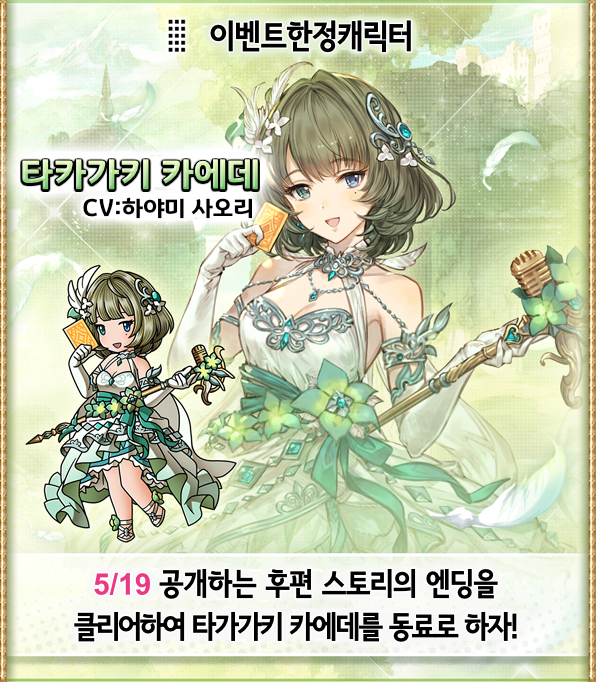 이벤트한정캐릭터
타카가키 카에데
CV:하야미 사오리
5/19 공개하는 후편 스토리의 엔딩을
클리어하여 타가가키 카에데를 동료로 하자!